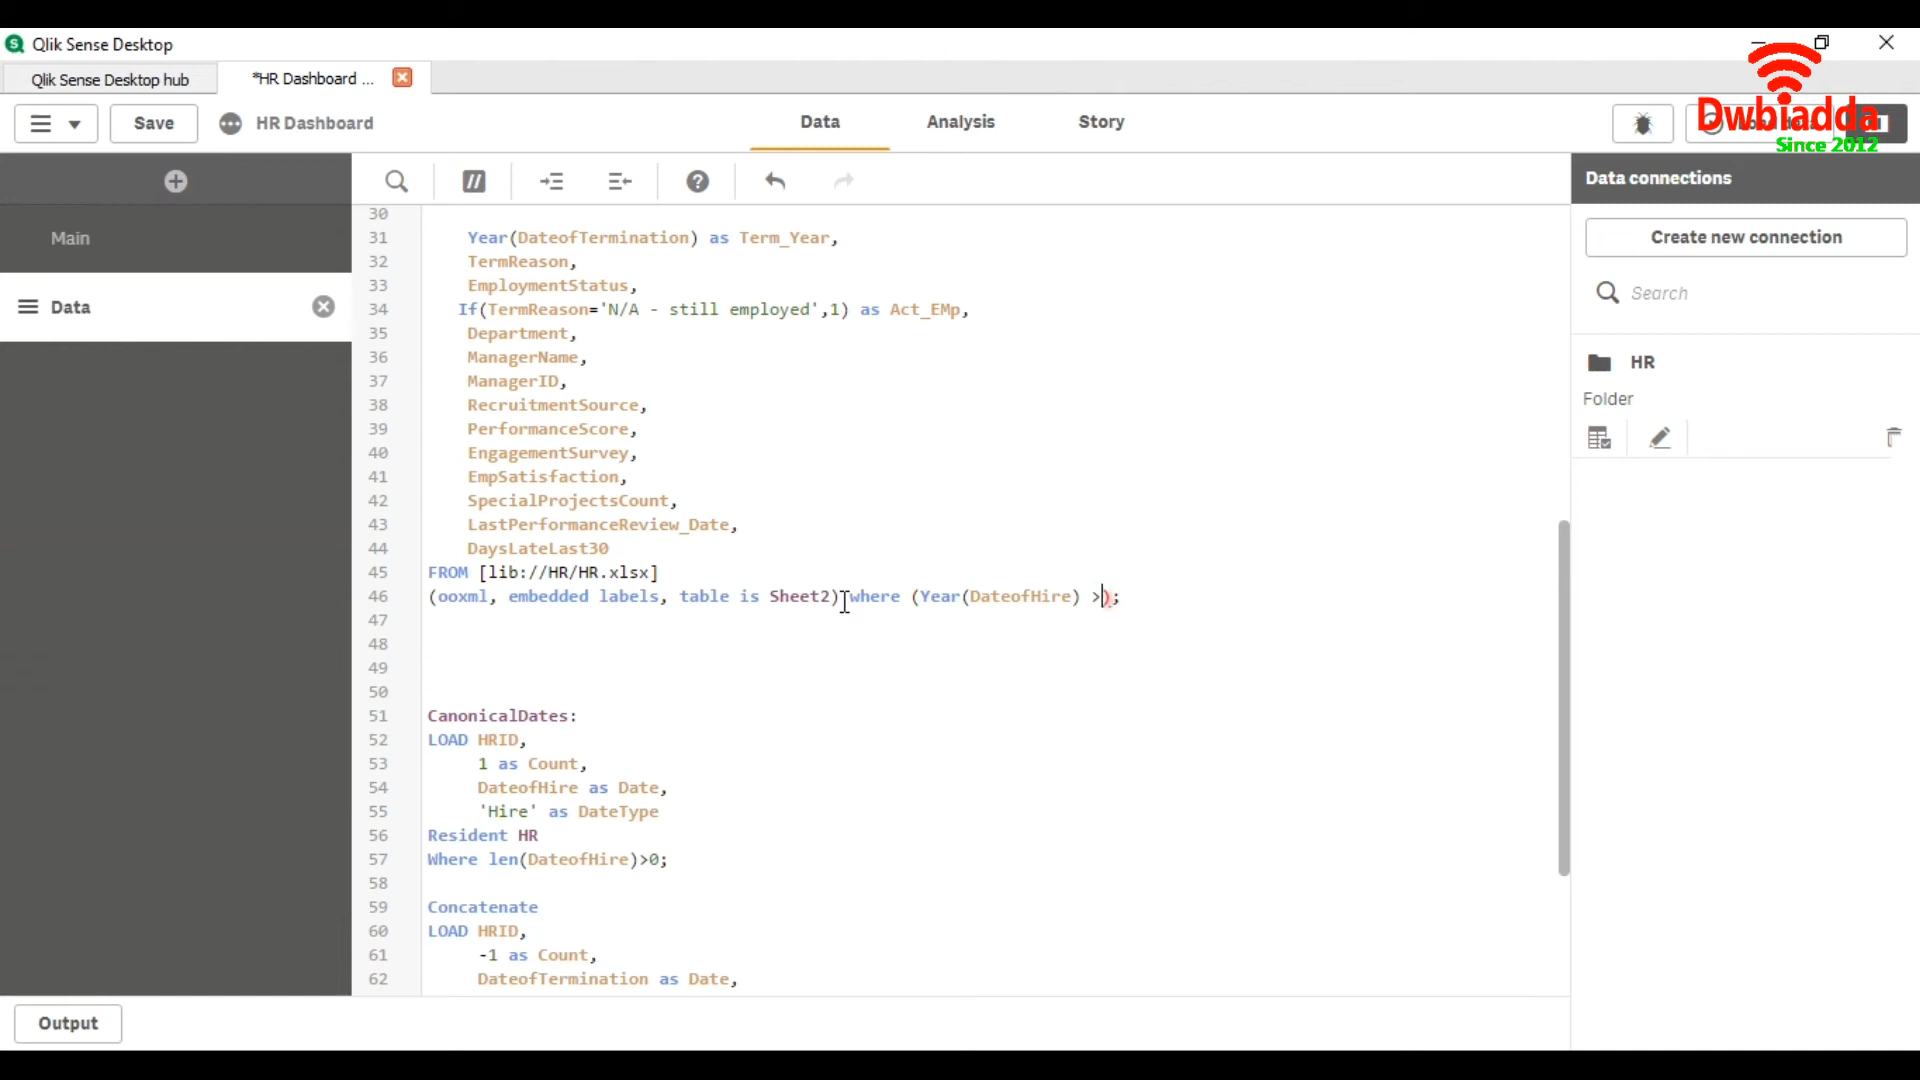 Qlik Sense Desktop
Qlik Sense Desktop hub
*HR Dashboard ...
Save
HR Dashboard
Data
Analysis
Story
Dwbiadda
Since 2012
Main
Data
30
31 Year(DateofTermination) as Term_Year,
32 TermReason,
33 EmploymentStatus,
34 If(TermReason='N/A - still employed',1) as Act_EMp,
35 Department,
36 ManagerName,
37 ManagerID,
38 RecruitmentSource,
39 PerformanceScore,
40 EngagementSurvey,
41 EmpSatisfaction,
42 SpecialProjectsCount,
43 LastPerformanceReview_Date,
44 DaysLateLast30
45 FROM [lib://HR/HR.xlsx]
46 (ooxml, embedded labels, table is Sheet2) where (Year(DateofHire) >);
47
48
49
50
51 CanonicalDates:
52 LOAD HRID,
53 1 as Count,
54 DateofHire as Date,
55 'Hire' as DateType
56 Resident HR
57 Where len(DateofHire)>0;
58
59 Concatenate
60 LOAD HRID,
61 -1 as Count,
62 DateofTermination as Date,
Data connections
Create new connection
Search
HR
Folder
Output